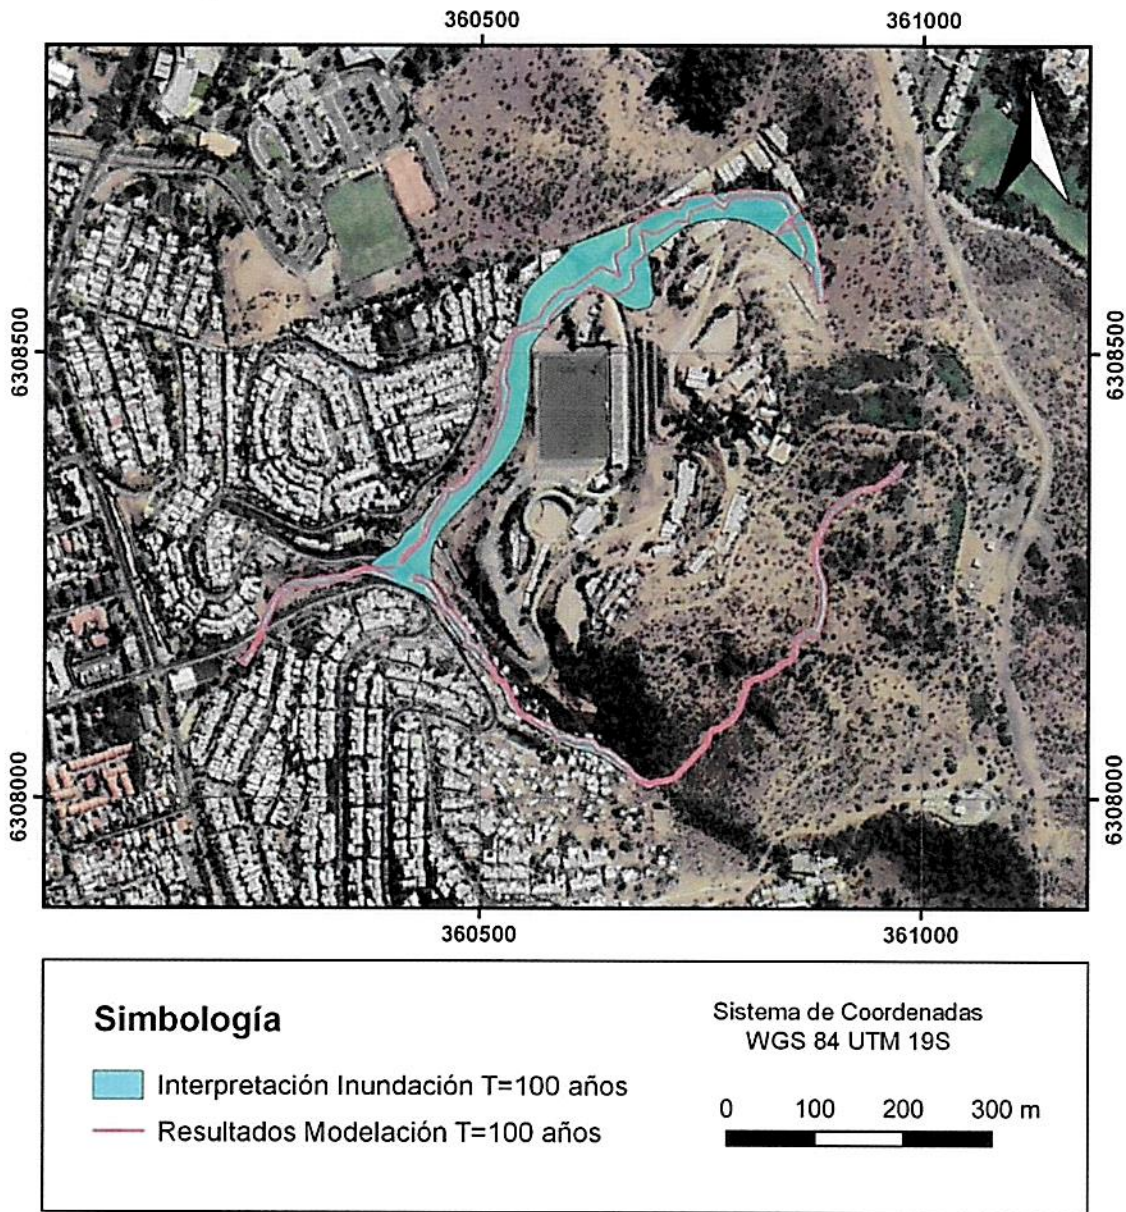 360500
361000
6308500
6308500
6308000
6308000
360500
361000
Simbología
Interpretación Inundación T=100 años
Resultados Modelación T=100 años
Sistema de Coordenadas
WGS 84 UTM 19S
0 100 200 300 m